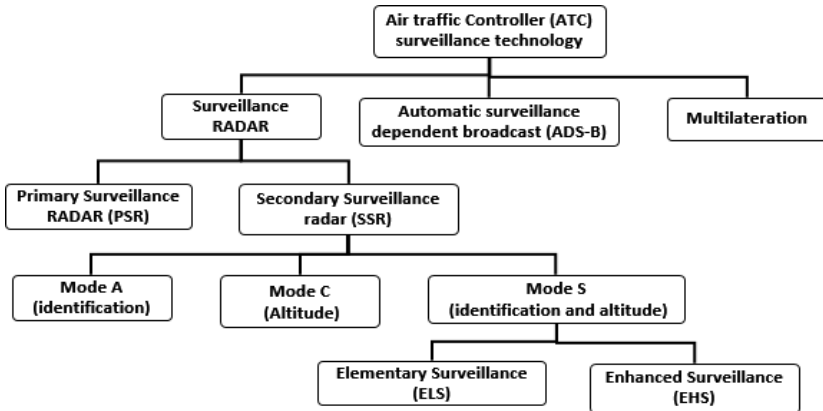 Air traffic Controller (ATC)
surveillance technology
Surveillance
RADAR
Automatic surveillance
dependent broadcast (ADS-B)
Multilateration
Primary Surveillance
RADAR (PSR)
Secondary Surveillance
radar (SSR)
Mode A
(identification)
Mode C
(Altitude)
Mode S
(identification and altitude)
Elementary Surveillance
(ELS)
Enhanced Surveillance
(EHS)